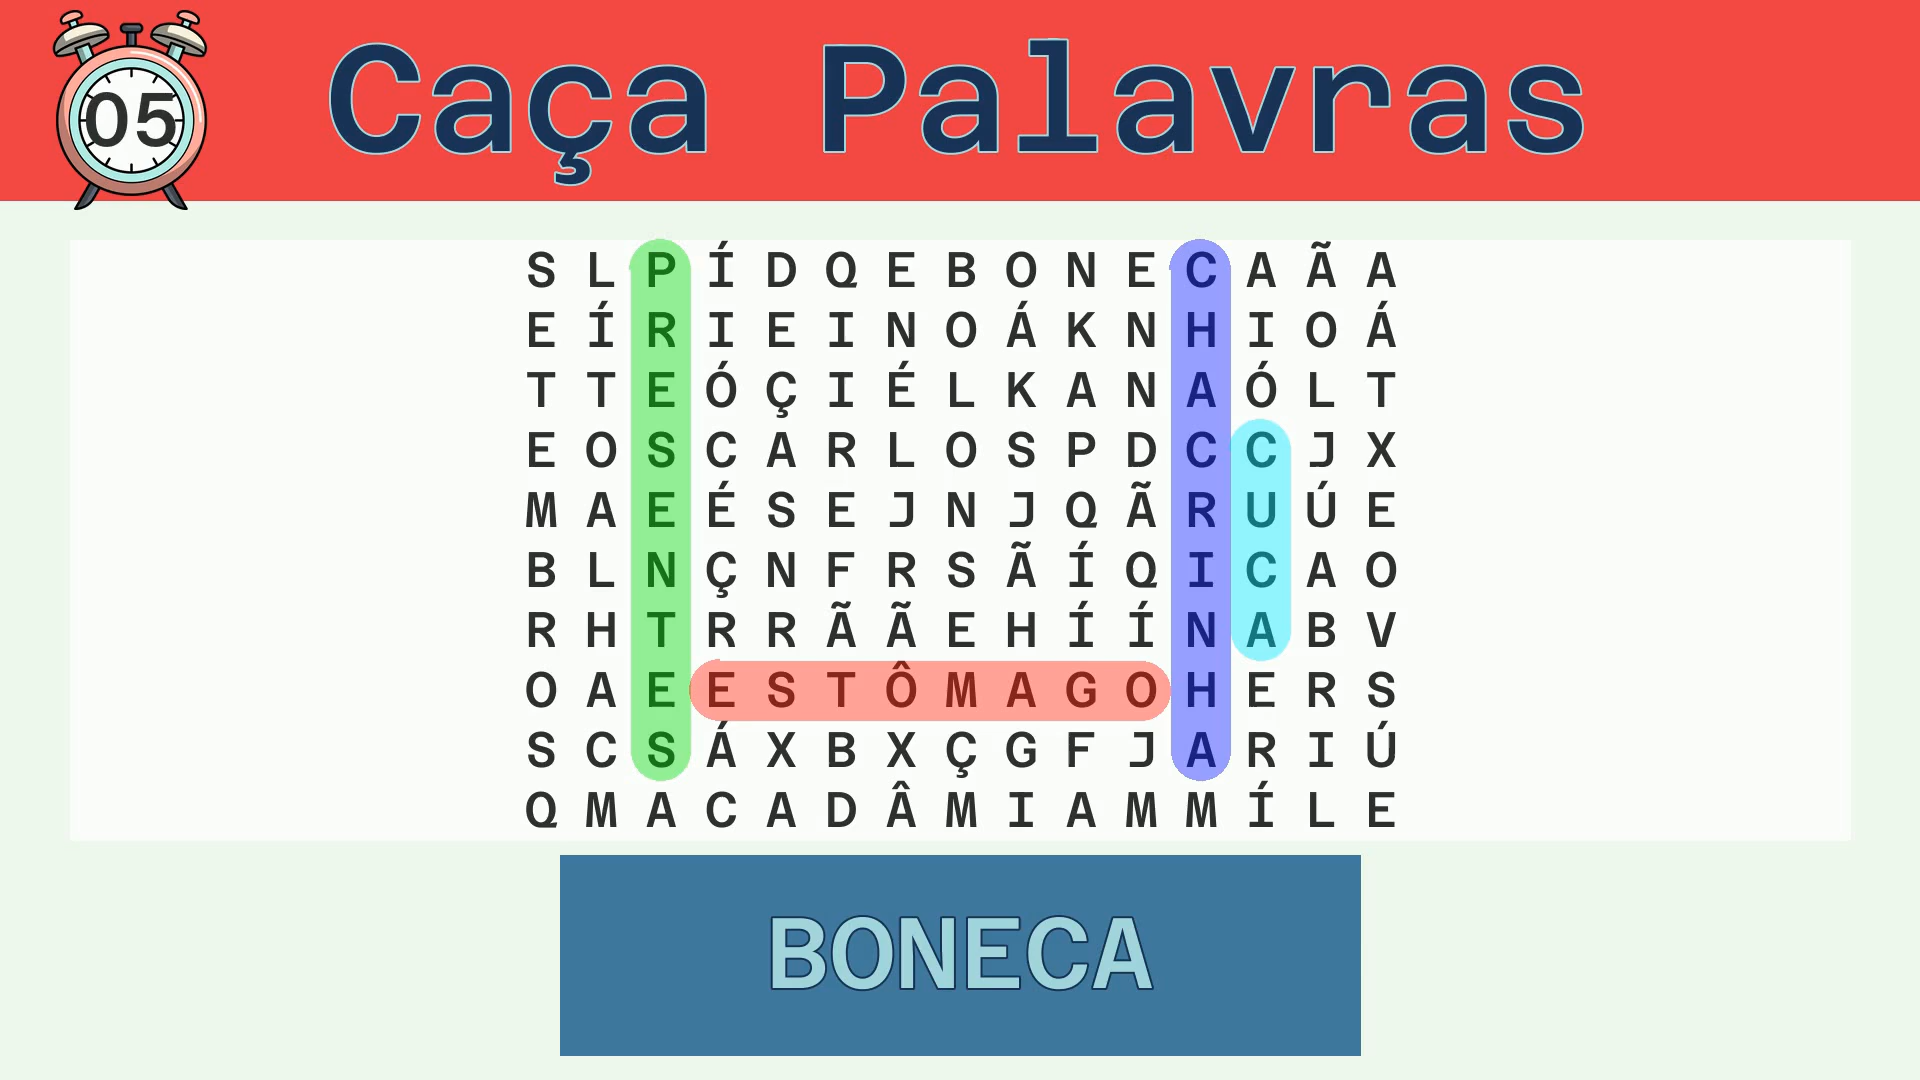 05
Caça Palavras
S L P Í D Q E B O N E C A Ã A
E Í R I E I N O Á K N H I O Á
T T E Ó Ç I É L K A N A Ó L T
E O S C A R L O S P D C C J X
M A E É S E J N J Q Ã R U Ú E
B L N Ç N F R S Ã Í Q I C A O
R H T R R Ã Ã E H Í Í N A B V
O A E E S T Ô M A G O H E R S
S C S Á X B X Ç G F J A R I Ú
Q M A C A D Â M I A M M Í L E
BONECA